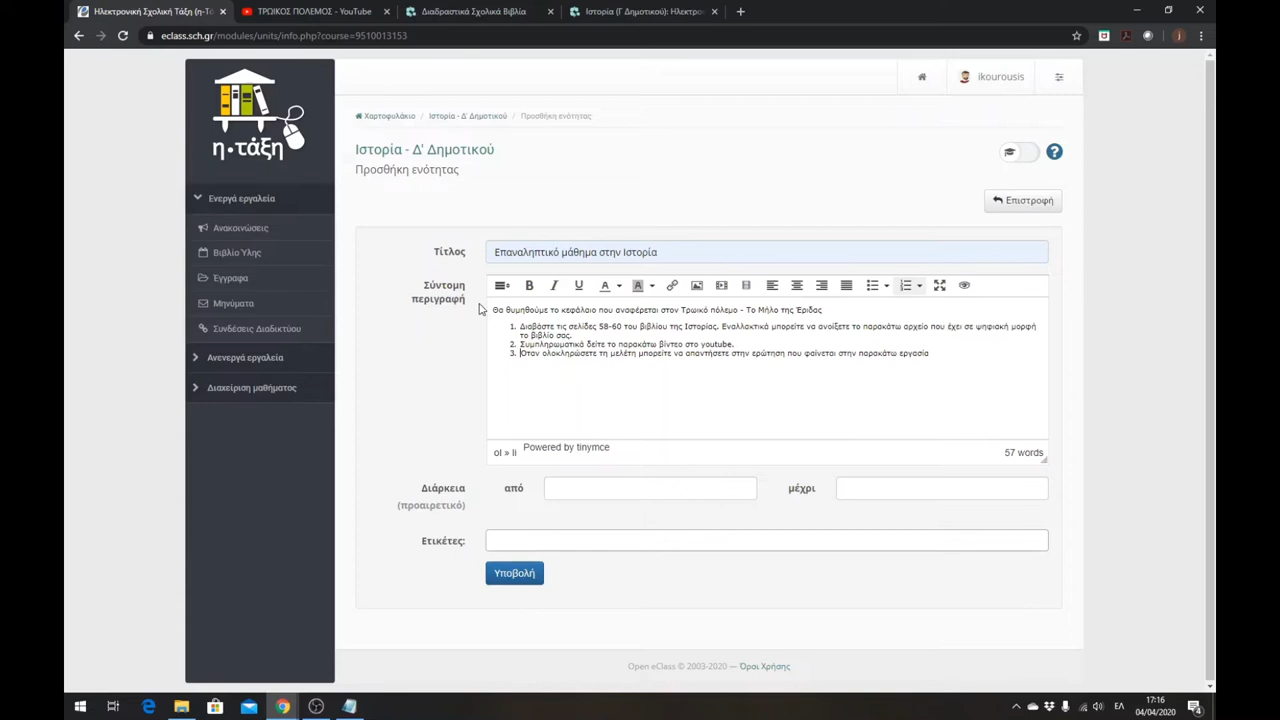 Ηλεκτρονική Σχολική Τάξη (η-Τά
ΤΡΩΙΚΟΣ ΠΟΛΕΜΟΣ - YouTube
Διαδραστικά Σχολικά Βιβλία
Ιστορία (Γ Δημοτικού): Ηλεκτρο
eclass.sch.gr/modules/units/info.php?course=9510013153
η·τάξη
ikourousis
Χαρτοφυλάκιο / Ιστορία - Δ' Δημοτικού / Προσθήκη ενότητας
Ιστορία - Δ' Δημοτικού
Προσθήκη ενότητας
Επιστροφή
Ενεργά εργαλεία
Ανακοινώσεις
Βιβλίο Ύλης
Έγγραφα
Μηνύματα
Συνδέσεις Διαδικτύου
Ανενεργά εργαλεία
Διαχείριση μαθήματος
Τίτλος
Επαναληπτικό μάθημα στην Ιστορία
Σύντομη
περιγραφή
Θα θυμηθούμε το κεφάλαιο που αναφέρεται στον Τρωικό πόλεμο - Το Μήλο της Έριδας
1. Διαβάστε τις σελίδες 58-60 του βιβλίου της Ιστορίας. Εναλλακτικά μπορείτε να ανοίξετε το παρακάτω αρχείο που έχει σε ψηφιακή μορφή
το βιβλίο σας.
2. Συμπληρωματικά δείτε το παρακάτω βίντεο στο youtube.
3. Όταν ολοκληρώσετε τη μελέτη μπορείτε να απαντήσετε στην ερώτηση που φαίνεται στην παρακάτω εργασία
ol » li
Powered by tinymce
57 words
Διάρκεια
(προαιρετικό)
από
μέχρι
Ετικέτες:
Υποβολή
Open eClass © 2003-2020 — Όροι Χρήσης
ΕΛ
17:16
04/04/2020
4